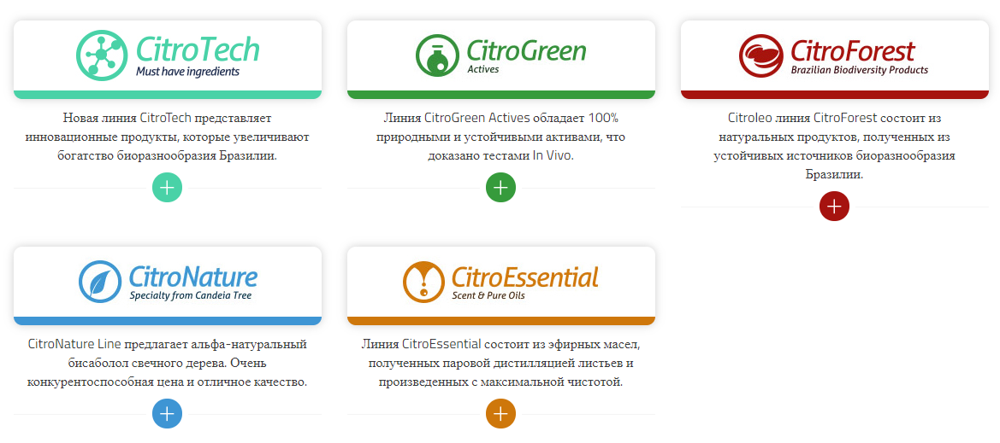 CitroTech
Must have ingredients
Новая линия CitroTech представляет
инновационные продукты, которые увеличивают
богатство биоразнообразия Бразилии.
CitroGreen
Actives
Линия CitroGreen Actives обладает 100%
природными и устойчивыми активами, что
доказано тестами In Vivo.
CitroForest
Brazilian Biodiversity Products
Citroleo линия CitroForest состоит из
натуральных продуктов, полученных из
устойчивых источников биоразнообразия
Бразилии.
CitroNature
Specialty from Candeia Tree
CitroNature Line предлагает альфа-натуральный
бисаболол свечного дерева. Очень
конкурентоспособная цена и отличное качество.
CitroEssential
Scent & Pure Oils
Линия CitroEssential состоит из эфирных масел,
полученных паровой дистилляцией листьев и
произведенных с максимальной чистотой.